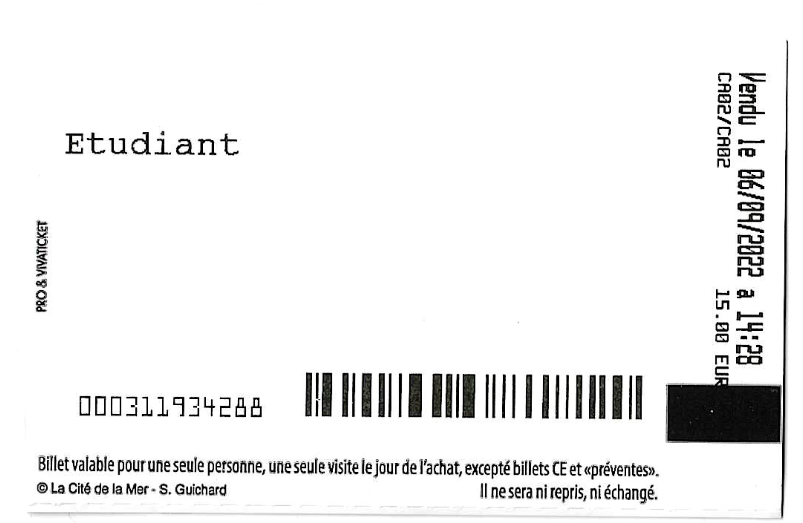 Etudiant
PRO & VIVATICKET
Vendu le 06/09/2022 a 14:28
CA02/CA02 15.00 EUR
000311934288
Billet valable pour une seule personne, une seule visite le jour de l'achat, excepté billets CE et «préventes».
© La Cité de la Mer - S. Guichard
Il ne sera ni repris, ni échangé.